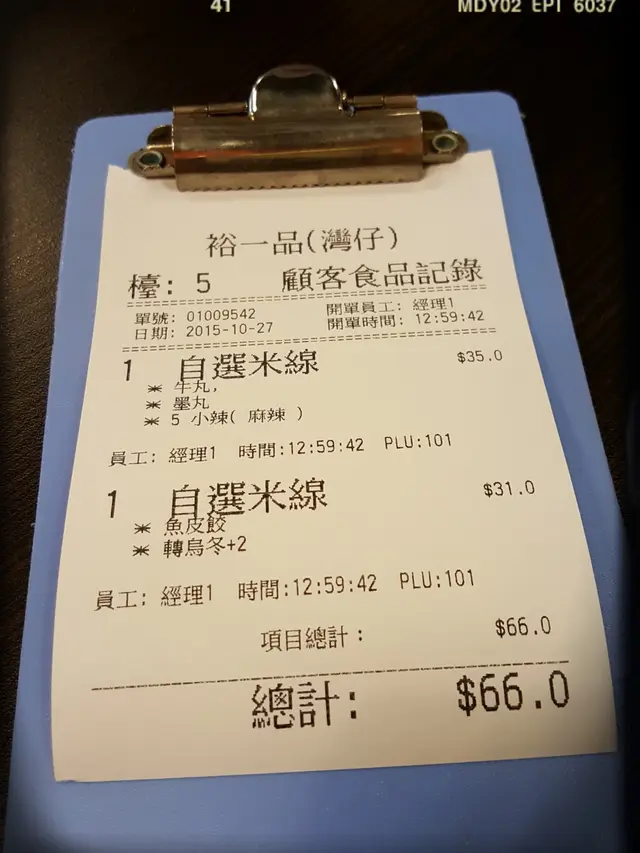 41 MDY02 EPI 6037
裕一品(灣仔)
檯: 5 顧客食品記錄
單號: 01009542 開單員工: 經理1
日期: 2015-10-27 開單時間: 12:59:42
1 自選米線 $35.0
* 牛丸,
* 墨丸
* 5 小辣( 麻辣 )
員工: 經理1 時間:12:59:42 PLU:101
1 自選米線 $31.0
* 魚皮餃
* 轉烏冬+2
員工: 經理1 時間:12:59:42 PLU:101
項目總計: $66.0
總計: $66.0